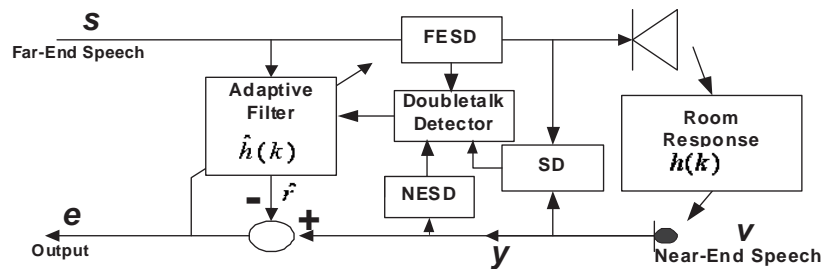 s
Far-End Speech
FESD
Adaptive
Filter
ĥ(k)
Doubletalk
Detector
Room
Response
h(k)
SD
NESD
- r̂
e
Output
+
y
v
Near-End Speech